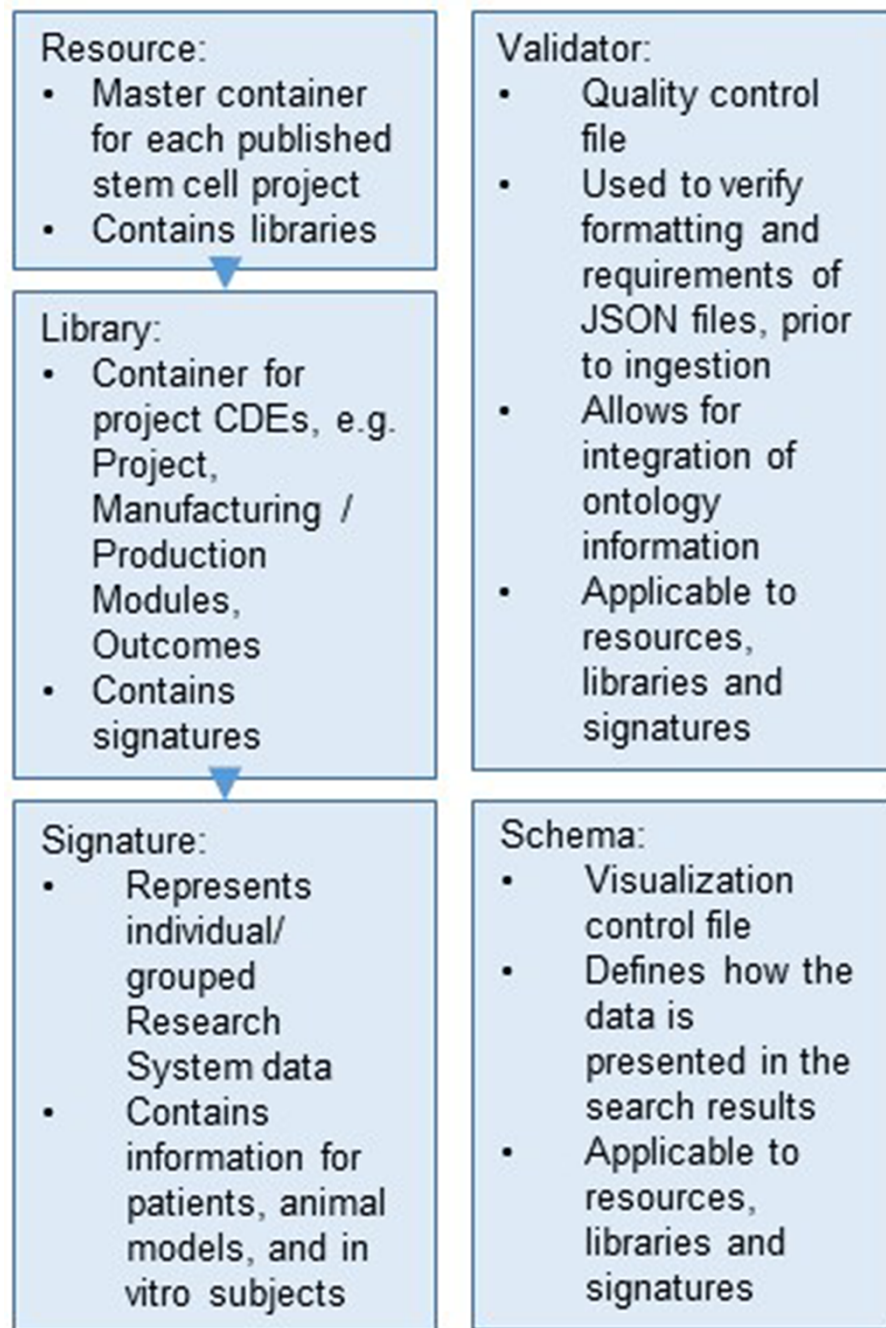 Resource:
• Master container
for each published
stem cell project
• Contains libraries
Library:
• Container for
project CDEs, e.g.
Project,
Manufacturing /
Production
Modules,
Outcomes
• Contains
signatures
Signature:
• Represents
individual/
grouped
Research
System data
• Contains
information for
patients, animal
models, and in
vitro subjects
Validator:
• Quality control
file
• Used to verify
formatting and
requirements of
JSON files, prior
to ingestion
• Allows for
integration of
ontology
information
• Applicable to
resources,
libraries and
signatures
Schema:
• Visualization
control file
• Defines how the
data is
presented in the
search results
• Applicable to
resources,
libraries and
signatures